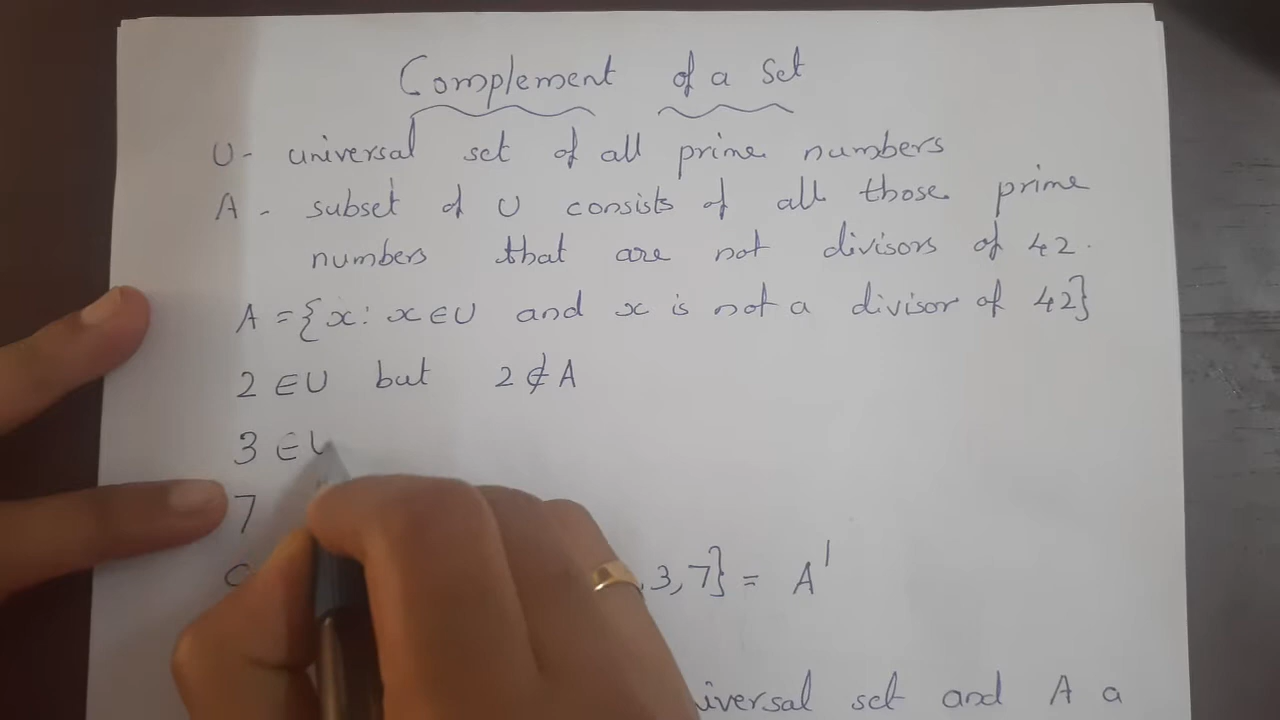 Complement of a Set
U - universal set of all prime numbers
A - subset of U consists of all those prime
numbers that are not divisors of 42.
A = {x : x ∈ U and x is not a divisor of 42}
2 ∈ U but 2 ∉ A
3 ∈ U
7
, 3, 7} = A'
set and A a